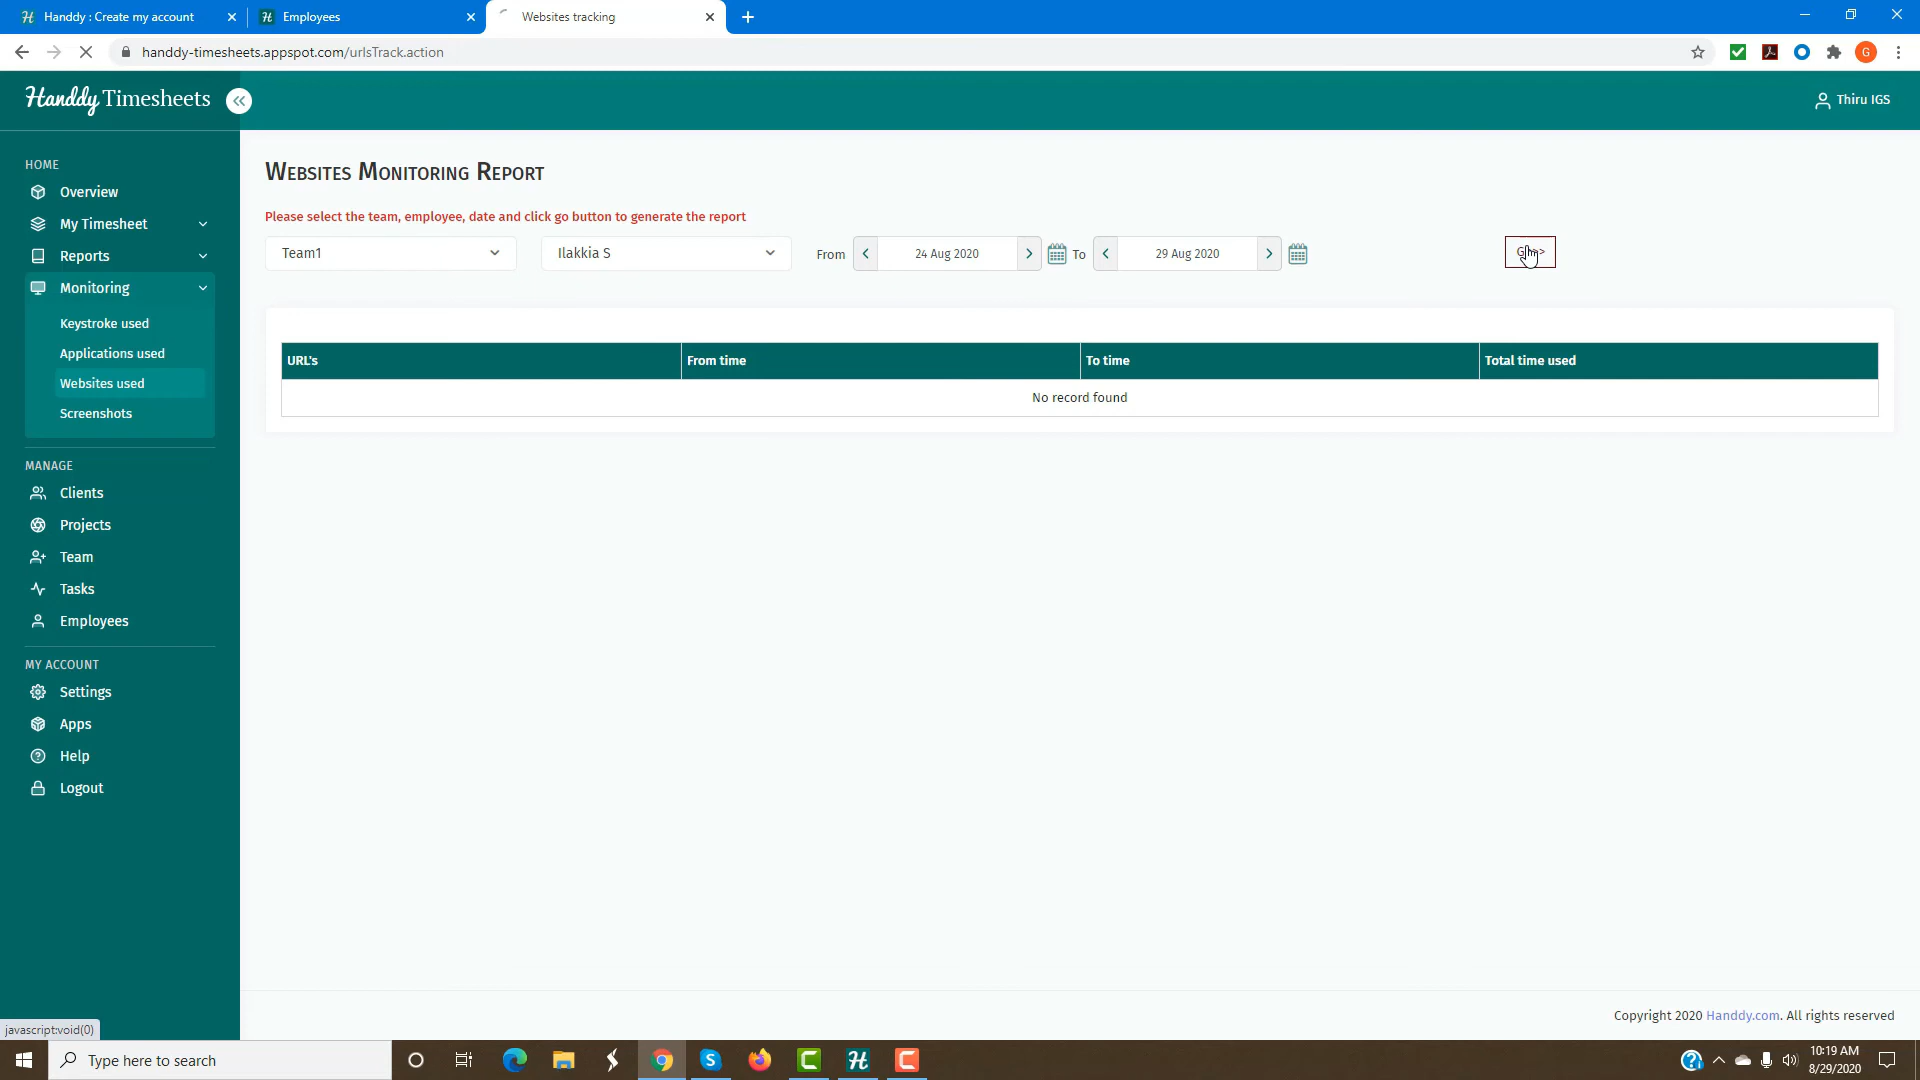 Handdy : Create my account
Employees
Websites tracking
handdy-timesheets.appspot.com/urlsTrack.action
G
Handdy Timesheets
Thiru IGS
HOME
Overview
My Timesheet
Reports
Monitoring
Keystroke used
Applications used
Websites used
Screenshots
MANAGE
Clients
Projects
Team
Tasks
Employees
MY ACCOUNT
Settings
Apps
Help
Logout
Websites Monitoring Report
Please select the team, employee, date and click go button to generate the report
Team1
Ilakkia S
From
24 Aug 2020
To
29 Aug 2020
URL's
From time
To time
Total time used
No record found
Copyright 2020 Handdy.com. All rights reserved
javascript:void(0)
Type here to search
10:19 AM
8/29/2020